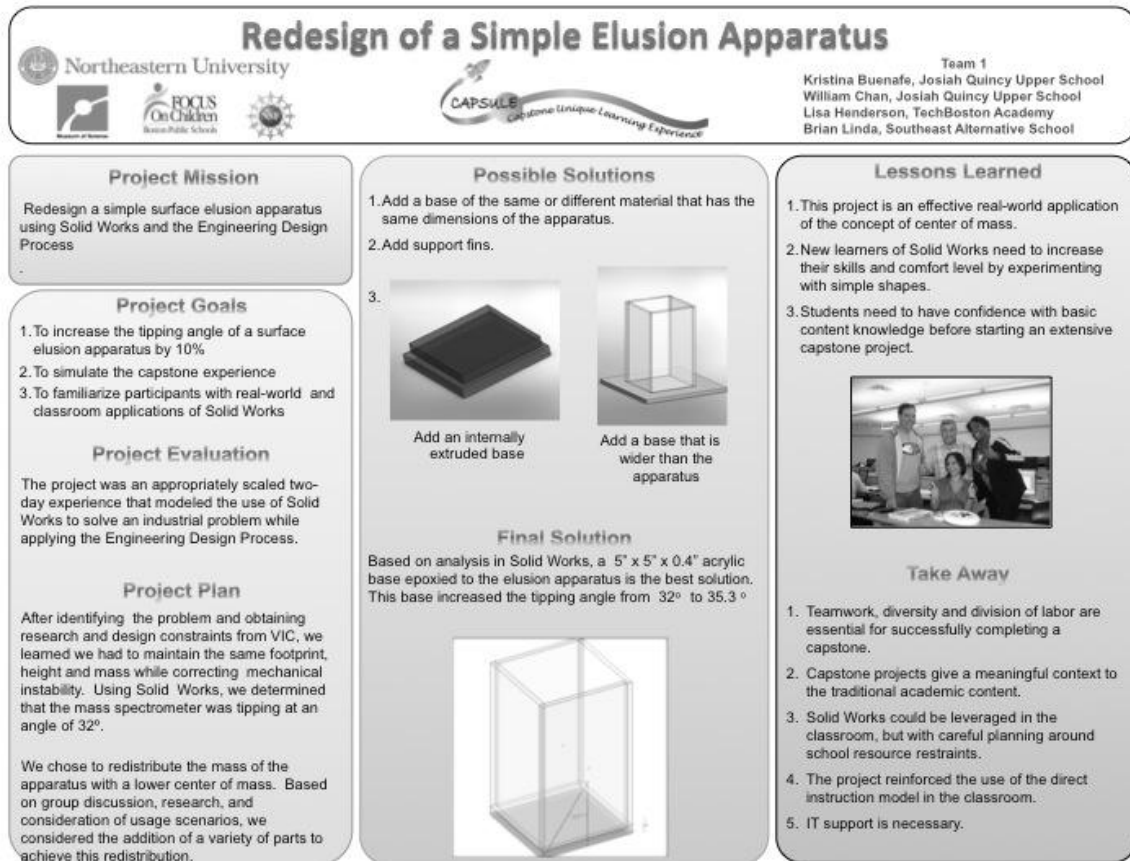 Redesign of a Simple Elusion Apparatus
Northeastern University
Museum of Science
FOCUS
On Children
Boston Public Schools
CAPSULE
Capstone Unique Learning Experience
Team 1
Kristina Buenafe, Josiah Quincy Upper School
William Chan, Josiah Quincy Upper School
Lisa Henderson, TechBoston Academy
Brian Linda, Southeast Alternative School
Project Mission
Redesign a simple surface elusion apparatus
using Solid Works and the Engineering Design
Process
.
Project Goals
1. To increase the tipping angle of a surface
elusion apparatus by 10%
2. To simulate the capstone experience
3. To familiarize participants with real-world and
classroom applications of Solid Works
Project Evaluation
The project was an appropriately scaled two-
day experience that modeled the use of Solid
Works to solve an industrial problem while
applying the Engineering Design Process.
Project Plan
After identifying the problem and obtaining
research and design constraints from VIC, we
learned we had to maintain the same footprint,
height and mass while correcting mechanical
instability. Using Solid Works, we determined
that the mass spectrometer was tipping at an
angle of 32º.
We chose to redistribute the mass of the
apparatus with a lower center of mass. Based
on group discussion, research, and
consideration of usage scenarios, we
considered the addition of a variety of parts to
achieve this redistribution.
Possible Solutions
1. Add a base of the same or different material that has the
same dimensions of the apparatus.
2. Add support fins.
3.
Add an internally
extruded base
Add a base that is
wider than the
apparatus
Final Solution
Based on analysis in Solid Works, a 5" x 5" x 0.4" acrylic
base epoxied to the elusion apparatus is the best solution.
This base increased the tipping angle from 32º to 35.3 º
Lessons Learned
1. This project is an effective real-world application
of the concept of center of mass.
2. New learners of Solid Works need to increase
their skills and comfort level by experimenting
with simple shapes.
3. Students need to have confidence with basic
content knowledge before starting an extensive
capstone project.
Take Away
1. Teamwork, diversity and division of labor are
essential for successfully completing a
capstone.
2. Capstone projects give a meaningful context to
the traditional academic content.
3. Solid Works could be leveraged in the
classroom, but with careful planning around
school resource restraints.
4. The project reinforced the use of the direct
instruction model in the classroom.
5. IT support is necessary.